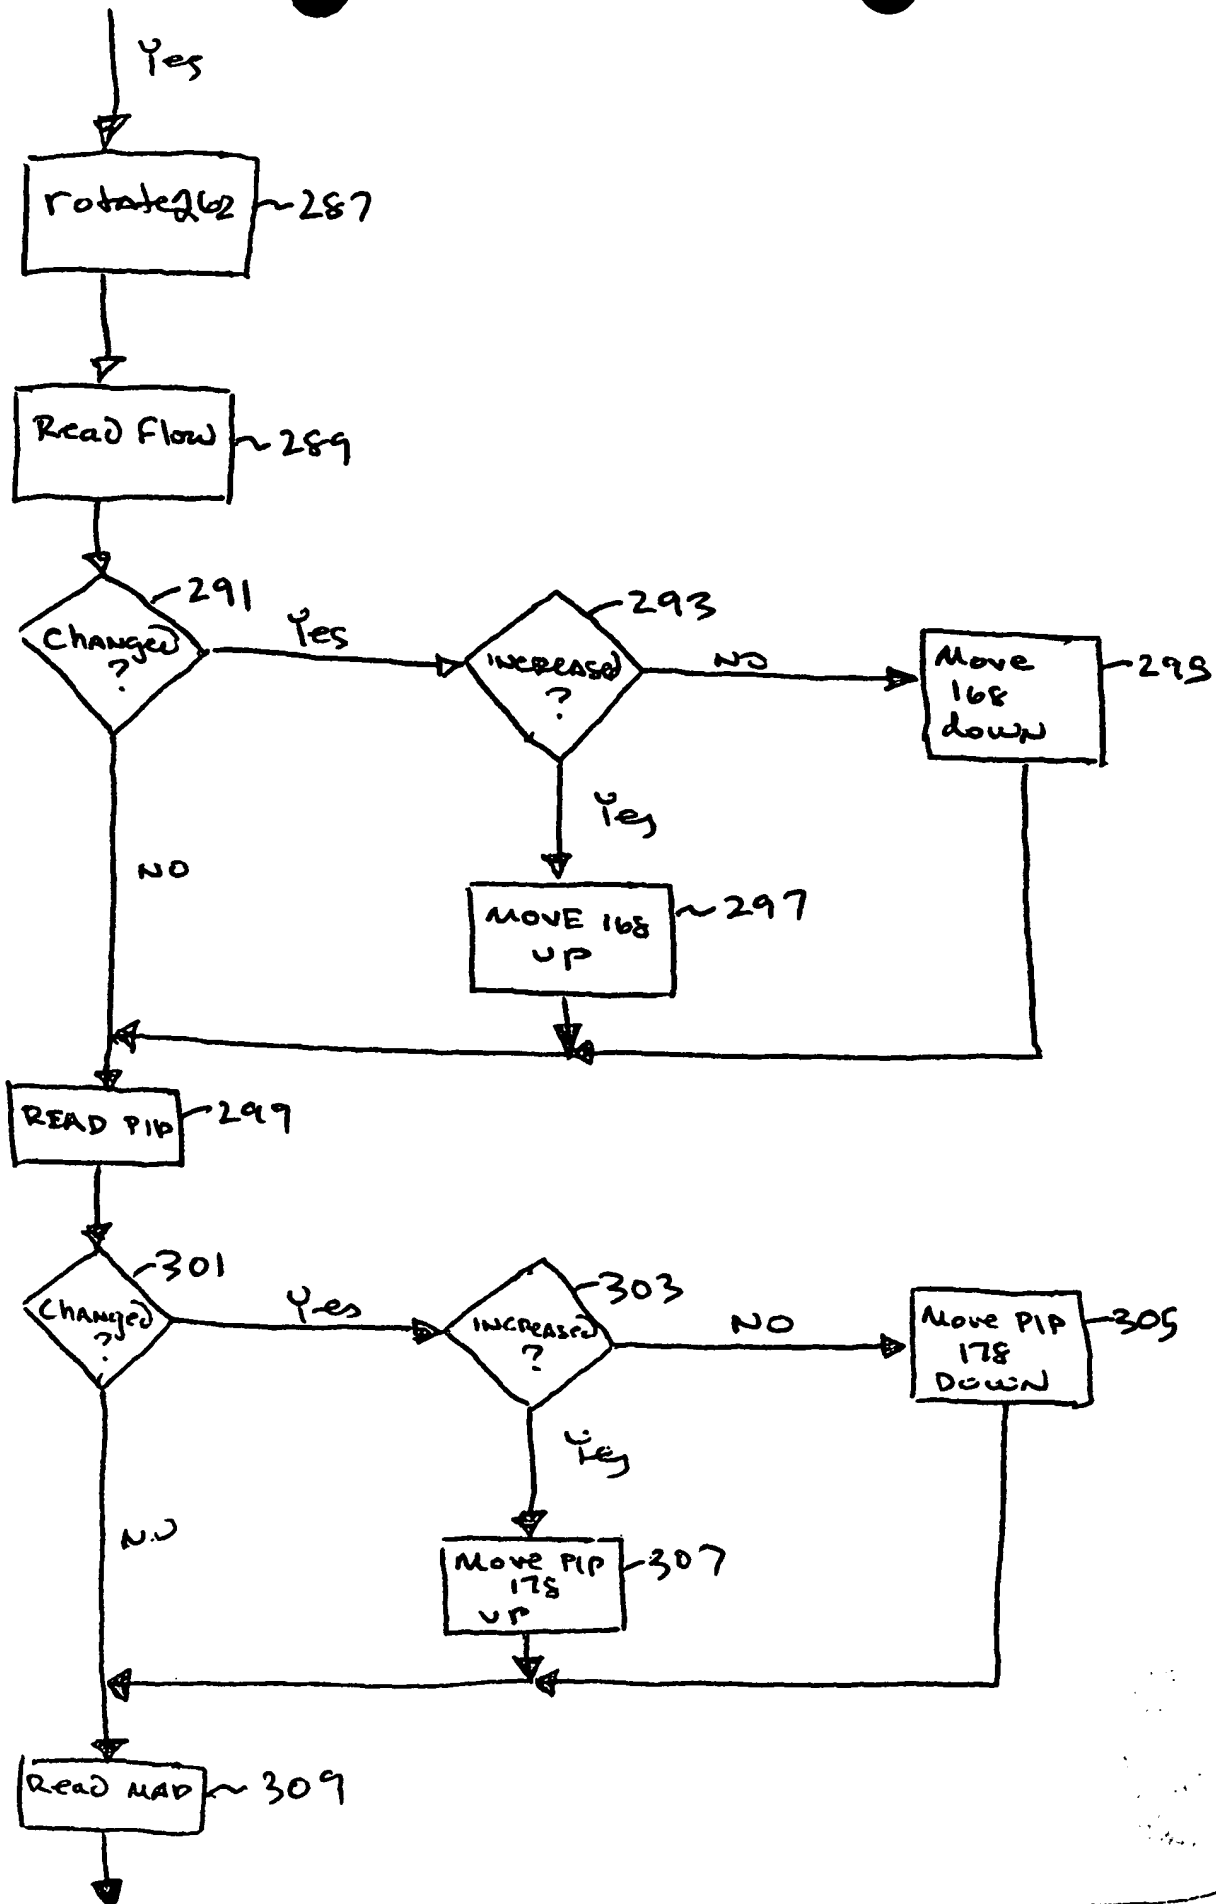 Yes
rotate 262
287
Read Flow
289
291
Changed
?
Yes
293
INCREASED
?
NO
Move
168
down
295
Yes
NO
MOVE 168
UP
297
READ PIP
299
301
Changed
?
Yes
303
INCREASED
?
NO
Move PIP
178
DOWN
305
Yes
NO
Move PIP
178
UP
307
Read MAP
309